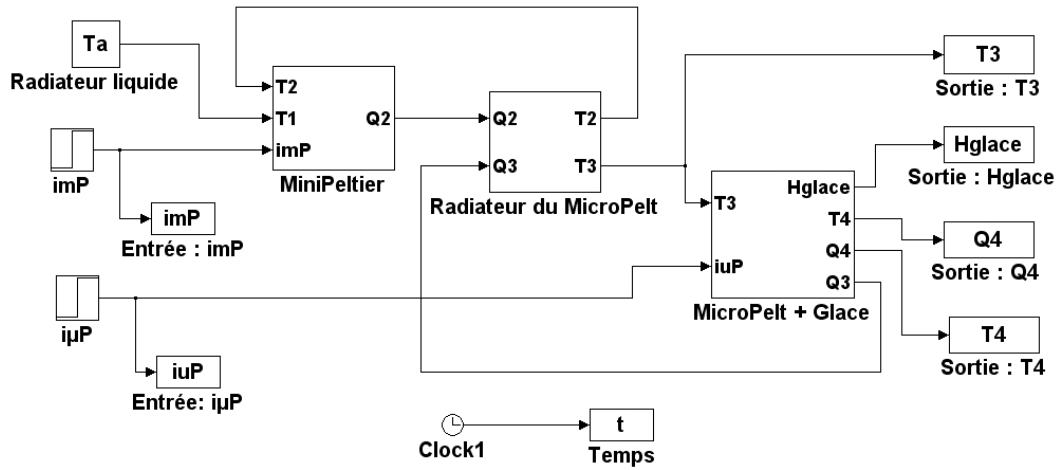 Ta
Radiateur liquide
imP
imP
Entrée : imP
iµP
iuP
Entrée: iµP
T2
T1
imP
Q2
MiniPeltier
Q2
Q3
T2
T3
Radiateur du MicroPelt
T3
iuP
Hglace
T4
Q4
Q3
MicroPelt + Glace
T3
Sortie : T3
Hglace
Sortie : Hglace
Q4
Sortie : Q4
T4
Sortie : T4
Clock1
t
Temps